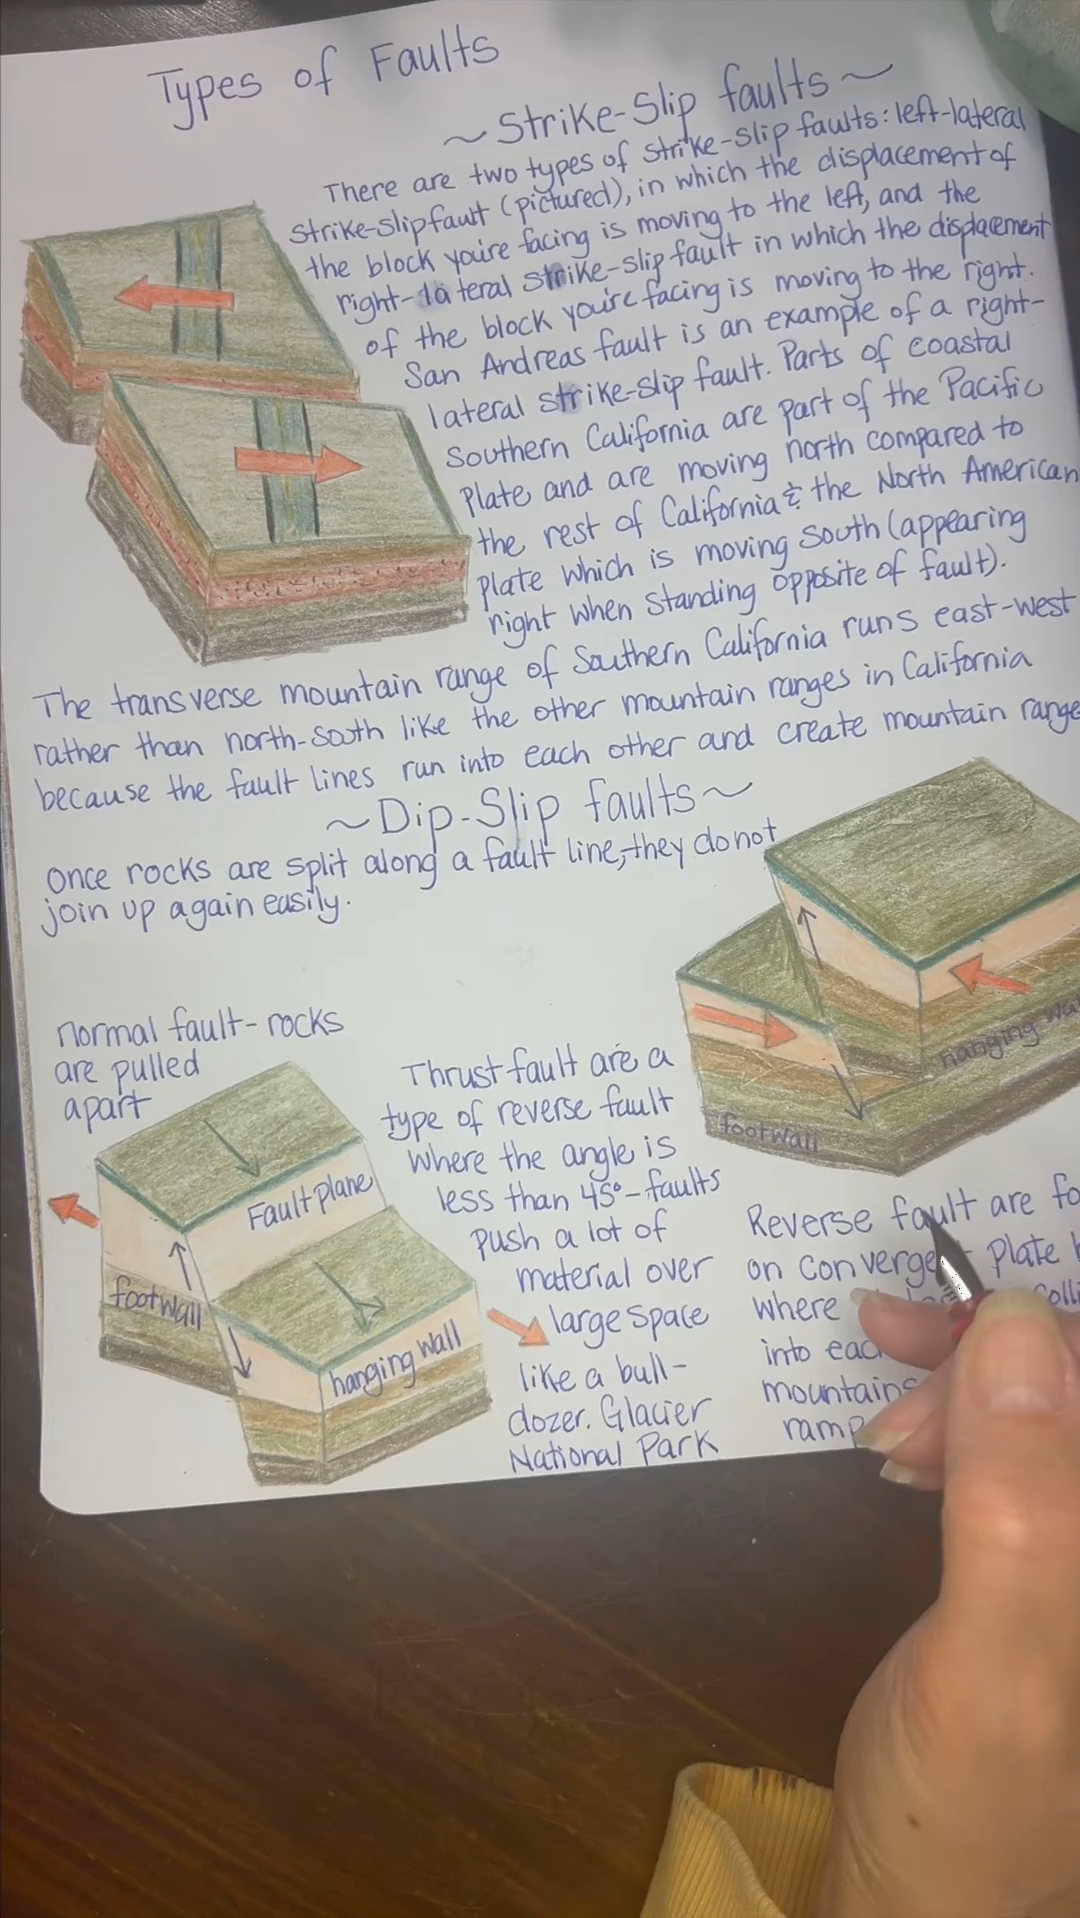 Types of Faults
~Strike-Slip faults~
There are two types of strike-slip faults: left-lateral
strike-slip fault (pictured), in which the displacement of
the block you're facing is moving to the left, and the
right-lateral strike-slip fault in which the displacement
of the block you're facing is moving to the right.
San Andreas fault is an example of a right-
lateral strike-slip fault. Parts of coastal
Southern California are part of the Pacific
plate and are moving north compared to
the rest of California & the North American
plate which is moving South (appearing
right when standing opposite of fault).
The transverse mountain range of Southern California runs east-west
rather than north-south like the other mountain ranges in California
because the fault lines run into each other and create mountain range
~Dip-Slip faults~
Once rocks are split along a fault line, they do not
join up again easily.
hanging
footwall
normal fault- rocks
are pulled
apart
Fault plane
footwall
hanging wall
Thrust fault are a
type of reverse fault
where the angle is
less than 45°-faults
push a lot of
material over
large space
like a bull-
dozer. Glacier
National Park
Reverse fault are
on plate
where
into
mountains